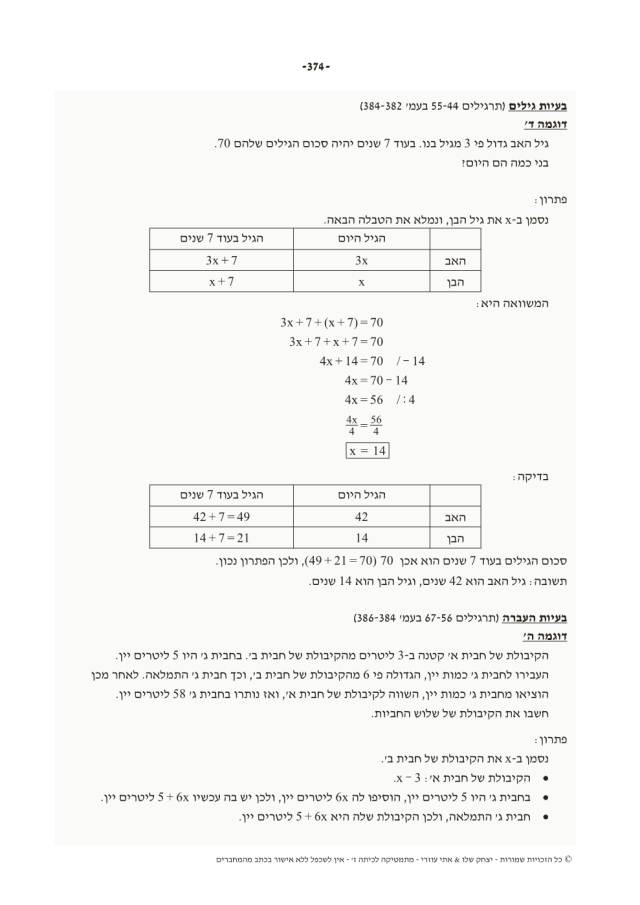 -374-
בעיות גילים (תרגילים 55-44 בעמ' 384-382)
דוגמה ד'
גיל האב גדול פי 3 מגיל בנו. בעוד 7 שנים יהיה סכום הגילים שלהם 70.
בני כמה הם היום?
פתרון:
נסמן ב-x את גיל הבן, ונמלא את הטבלה הבאה.
הגיל היום הגיל בעוד 7 שנים
האב 3x 3x + 7
הבן x x + 7
המשוואה היא:
3x + 7 + (x + 7) = 70
3x + 7 + x + 7 = 70
4x + 14 = 70 / − 14
4x = 70 − 14
4x = 56 / : 4
4x/4 = 56/4
x = 14
בדיקה:
הגיל היום הגיל בעוד 7 שנים
האב 42 42 + 7 = 49
הבן 14 14 + 7 = 21
סכום הגילים בעוד 7 שנים הוא אכן 70 (49 + 21 = 70), ולכן הפתרון נכון.
תשובה: גיל האב הוא 42 שנים, וגיל הבן הוא 14 שנים.
בעיות העברה (תרגילים 67-56 בעמ' 386-384)
דוגמה ה'
הקיבולת של חבית א' קטנה ב-3 ליטרים מהקיבולת של חבית ב'. בחבית ג' היו 5 ליטרים יין.
העבירו לחבית ג' כמות יין, הגדולה פי 6 מהקיבולת של חבית ב', וכך חבית ג' התמלאה. לאחר מכן
הוציאו מחבית ג' כמות יין, השווה לקיבולת של חבית א', ואז נותרו בחבית ג' 58 ליטרים יין.
חשבו את הקיבולת של שלוש החביות.
פתרון:
נסמן ב-x את הקיבולת של חבית ב'.
• הקיבולת של חבית א': x − 3.
• בחבית ג' היו 5 ליטרים יין, הוסיפו לה 6x ליטרים יין, ולכן יש בה עכשיו 5 + 6x ליטרים יין.
• חבית ג' התמלאה, ולכן הקיבולת שלה היא 5 + 6x ליטרים יין.
© כל הזכויות שמורות - יצחק שלו & אתי עוזרי - מתמטיקה לכיתה ז' - אין לשכפל ללא אישור בכתב מהמחברים